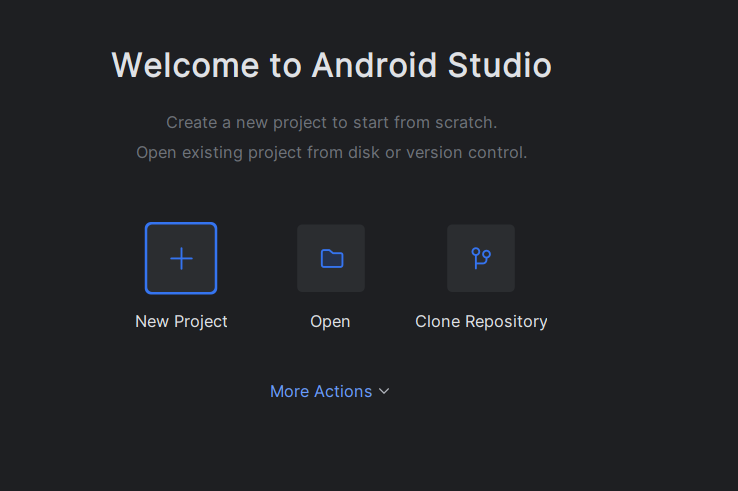 Welcome to Android Studio
Create a new project to start from scratch.
Open existing project from disk or version control.
New Project
Open
Clone Repository
More Actions